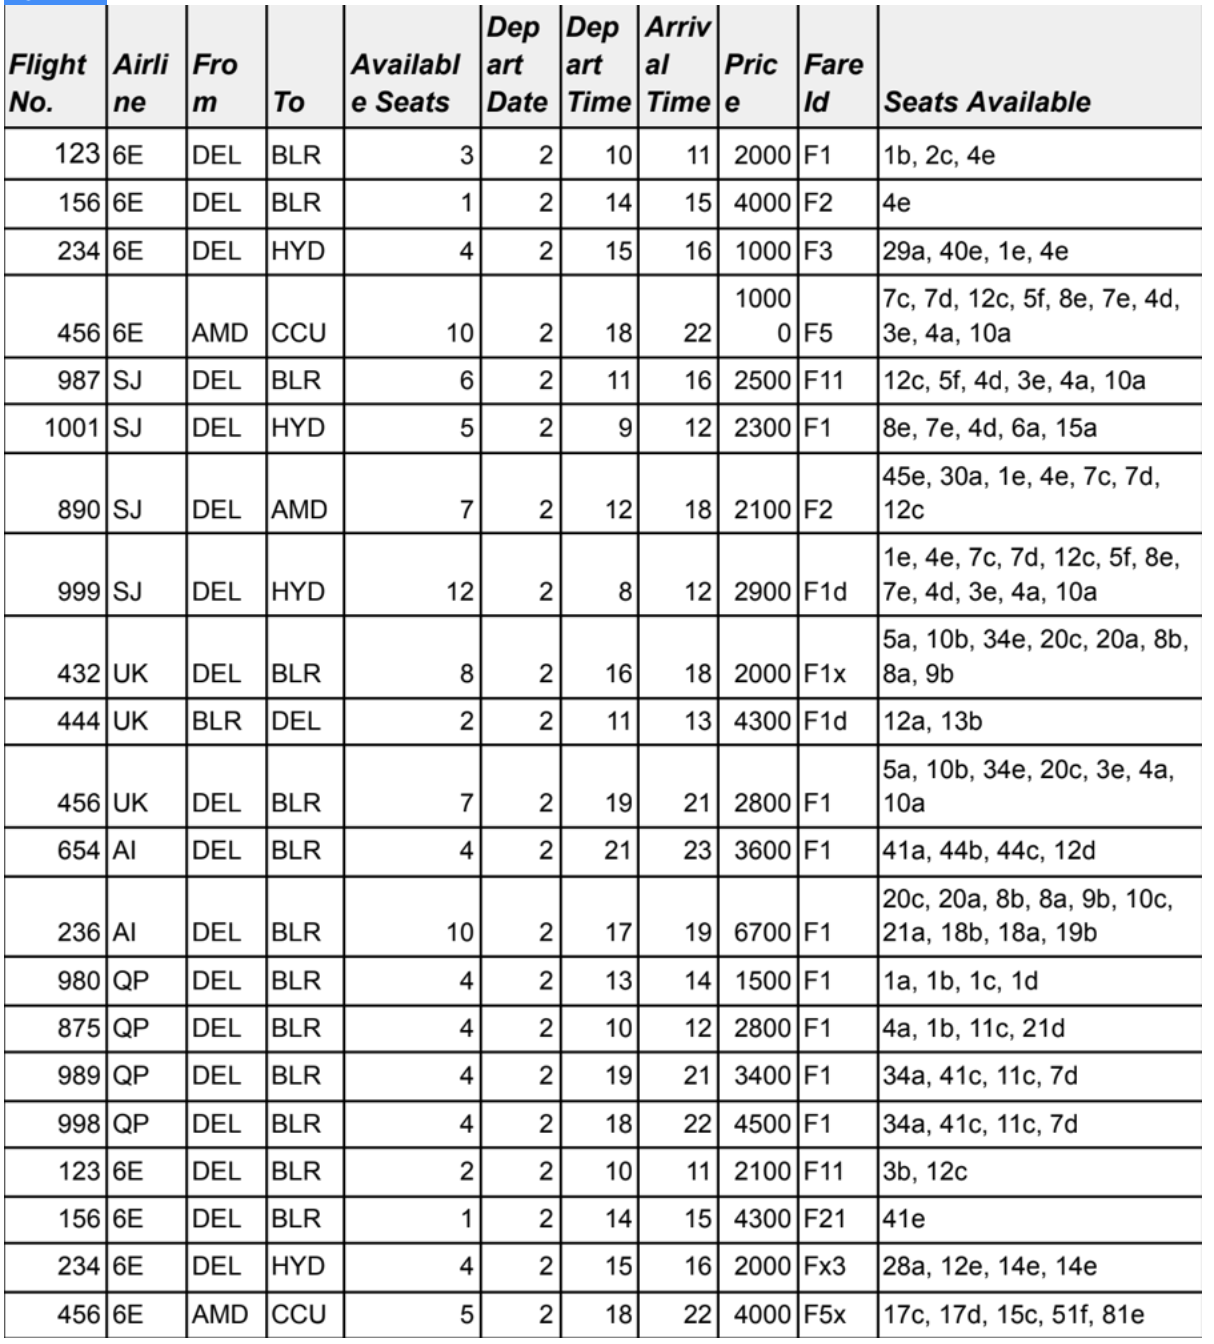 Flight No. Airline From To Available Seats Depart Date Depart Time Arrival Time Price Fare Id Seats Available
123 6E DEL BLR 3 2 10 11 2000 F1 1b, 2c, 4e
156 6E DEL BLR 1 2 14 15 4000 F2 4e
234 6E DEL HYD 4 2 15 16 1000 F3 29a, 40e, 1e, 4e
456 6E AMD CCU 10 2 18 22 10000 F5 7c, 7d, 12c, 5f, 8e, 7e, 4d, 3e, 4a, 10a
987 SJ DEL BLR 6 2 11 16 2500 F11 12c, 5f, 4d, 3e, 4a, 10a
1001 SJ DEL HYD 5 2 9 12 2300 F1 8e, 7e, 4d, 6a, 15a
890 SJ DEL AMD 7 2 12 18 2100 F2 45e, 30a, 1e, 4e, 7c, 7d, 12c
999 SJ DEL HYD 12 2 8 12 2900 F1d 1e, 4e, 7c, 7d, 12c, 5f, 8e, 7e, 4d, 3e, 4a, 10a
432 UK DEL BLR 8 2 16 18 2000 F1x 5a, 10b, 34e, 20c, 20a, 8b, 8a, 9b
444 UK BLR DEL 2 2 11 13 4300 F1d 12a, 13b
456 UK DEL BLR 7 2 19 21 2800 F1 5a, 10b, 34e, 20c, 3e, 4a, 10a
654 AI DEL BLR 4 2 21 23 3600 F1 41a, 44b, 44c, 12d
236 AI DEL BLR 10 2 17 19 6700 F1 20c, 20a, 8b, 8a, 9b, 10c, 21a, 18b, 18a, 19b
980 QP DEL BLR 4 2 13 14 1500 F1 1a, 1b, 1c, 1d
875 QP DEL BLR 4 2 10 12 2800 F1 4a, 1b, 11c, 21d
989 QP DEL BLR 4 2 19 21 3400 F1 34a, 41c, 11c, 7d
998 QP DEL BLR 4 2 18 22 4500 F1 34a, 41c, 11c, 7d
123 6E DEL BLR 2 2 10 11 2100 F11 3b, 12c
156 6E DEL BLR 1 2 14 15 4300 F21 41e
234 6E DEL HYD 4 2 15 16 2000 Fx3 28a, 12e, 14e, 14e
456 6E AMD CCU 5 2 18 22 4000 F5x 17c, 17d, 15c, 51f, 81e